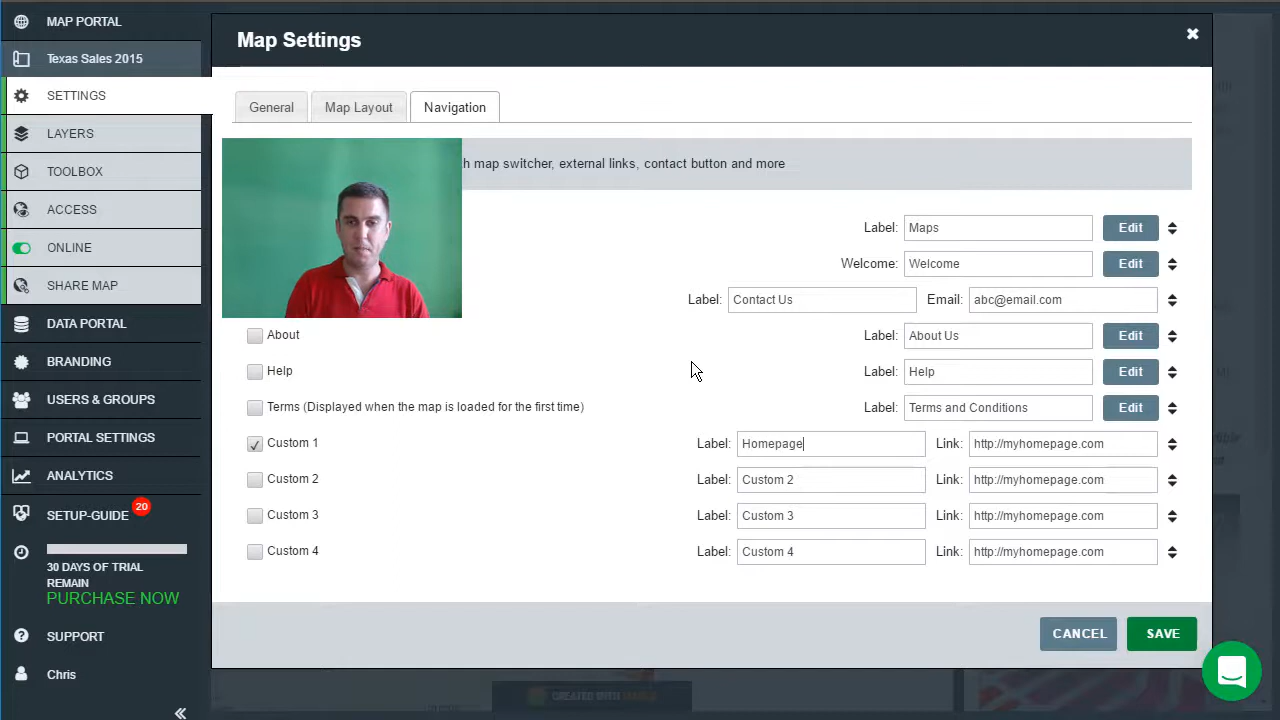 MAP PORTAL
Map Settings
Texas Sales 2015
SETTINGS
General
Map Layout
Navigation
LAYERS
h map switcher, external links, contact button and more
TOOLBOX
ACCESS
Label: Maps Edit
ONLINE
Welcome: Welcome Edit
SHARE MAP
Label: Contact Us Email: abc@email.com
DATA PORTAL
About Label: About Us Edit
BRANDING
Help Label: Help Edit
USERS & GROUPS
Terms (Displayed when the map is loaded for the first time) Label: Terms and Conditions Edit
PORTAL SETTINGS
Custom 1 Label: Homepage Link: http://myhomepage.com
ANALYTICS
Custom 2 Label: Custom 2 Link: http://myhomepage.com
SETUP-GUIDE 20
Custom 3 Label: Custom 3 Link: http://myhomepage.com
Custom 4 Label: Custom 4 Link: http://myhomepage.com
30 DAYS OF TRIAL
REMAIN
PURCHASE NOW
SUPPORT
CANCEL
SAVE
Chris
CREATED WITH